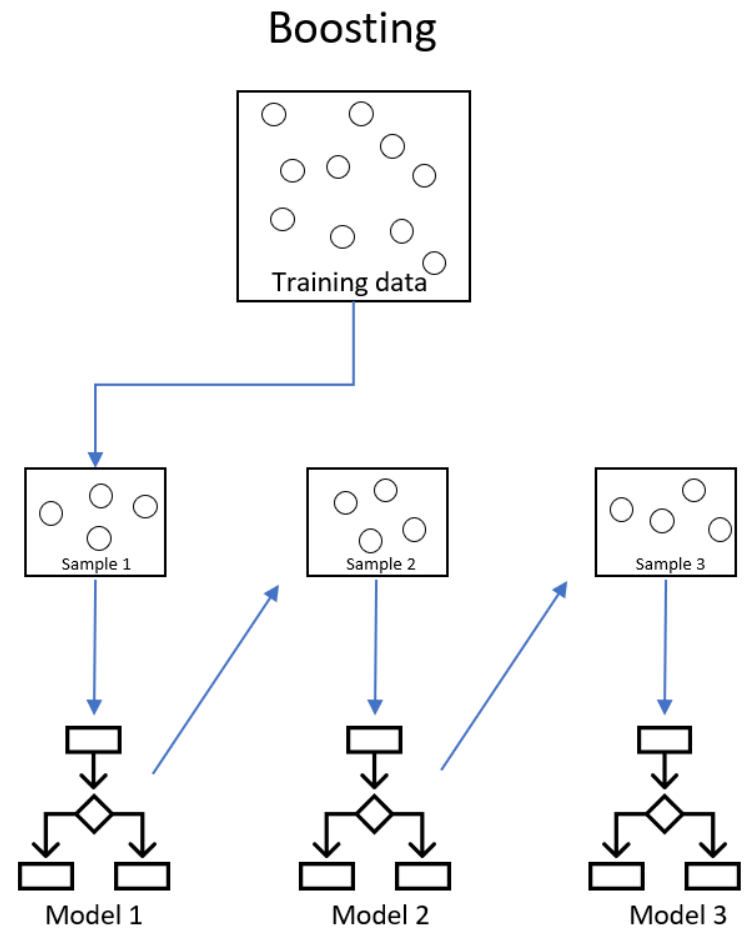 Boosting
Training data
Sample 1
Sample 2
Sample 3
Model 1
Model 2
Model 3